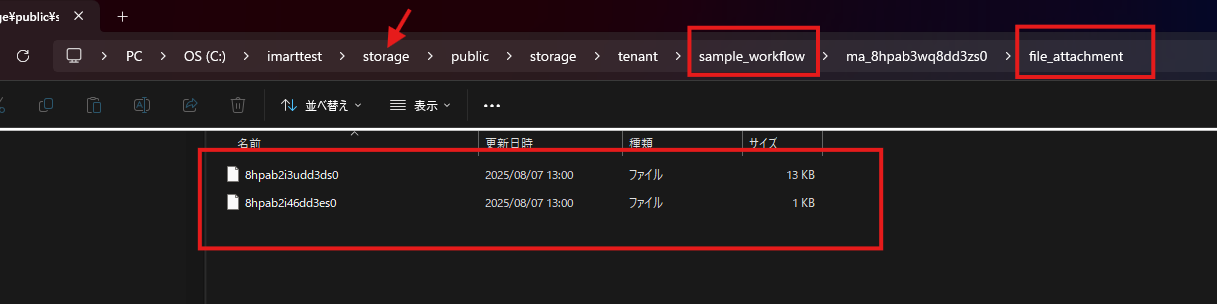 ge¥public¥s
PC > OS (C:) > imarttest > storage > public > storage > tenant > sample_workflow > ma_8hpab3wq8dd3zs0 > file_attachment
並べ替え 表示
名前 更新日時 種類 サイズ
8hpab2i3udd3ds0 2025/08/07 13:00 ファイル 13 KB
8hpab2i46dd3es0 2025/08/07 13:00 ファイル 1 KB